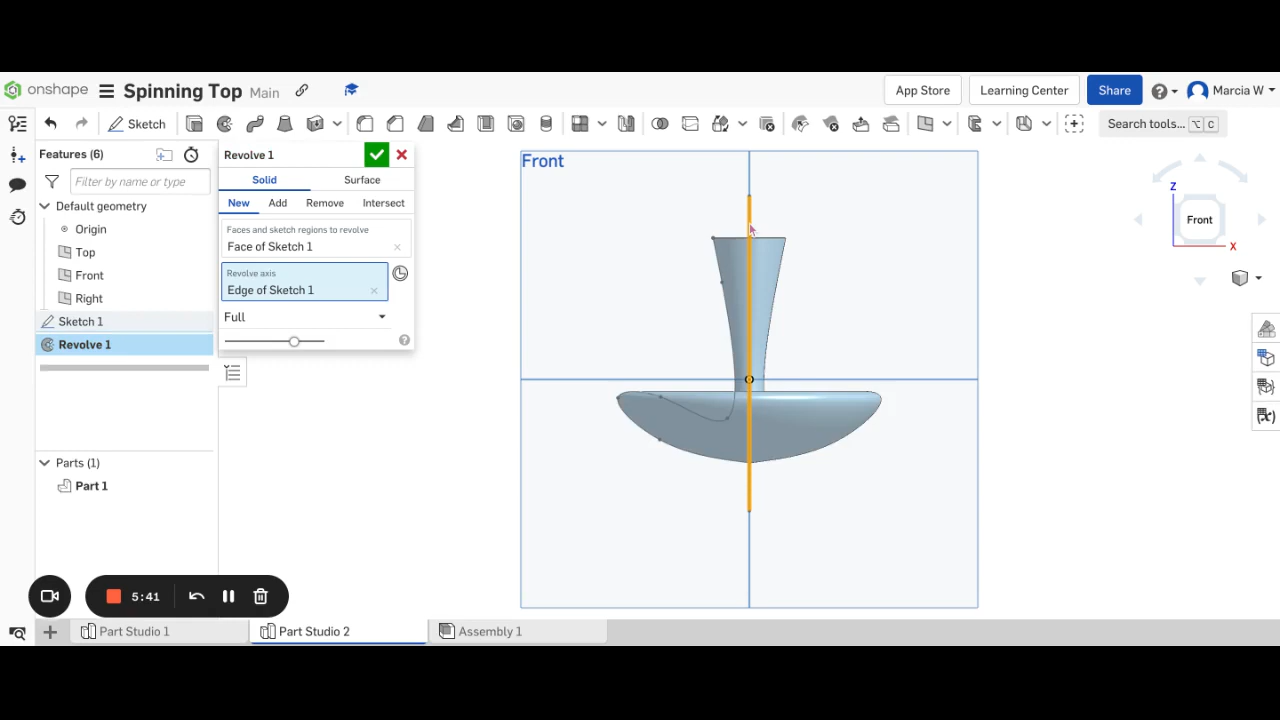 onshape
Spinning Top Main
App Store
Learning Center
Share
Marcia W
Sketch
Search tools... ⌥ C
Features (6)
Filter by name or type
Default geometry
Origin
Top
Front
Right
Sketch 1
Revolve 1
Parts (1)
Part 1
Revolve 1
Solid
Surface
New
Add
Remove
Intersect
Faces and sketch regions to revolve
Face of Sketch 1
Revolve axis
Edge of Sketch 1
Full
Front
Z
Front
X
5:41
Part Studio 1
Part Studio 2
Assembly 1